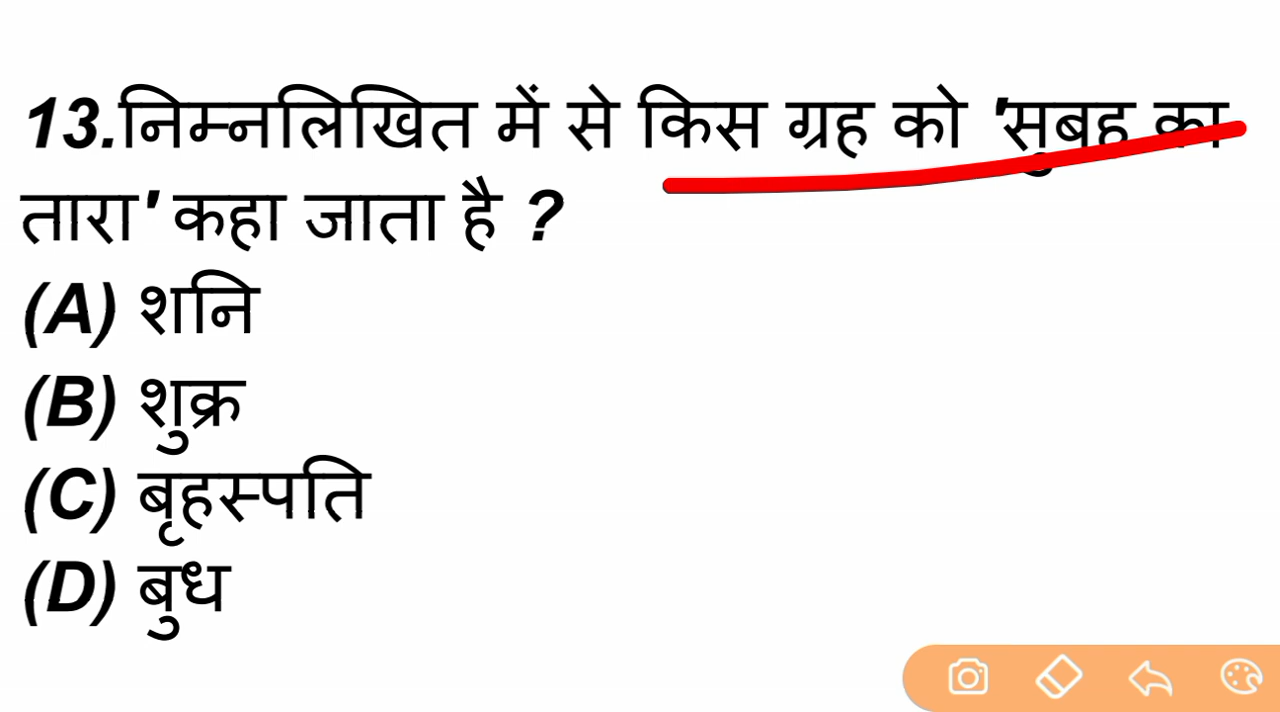 13.निम्नलिखित में से किस ग्रह को 'सुबह का
तारा' कहा जाता है ?
(A) शनि
(B) शुक्र
(C) बृहस्पति
(D) बुध